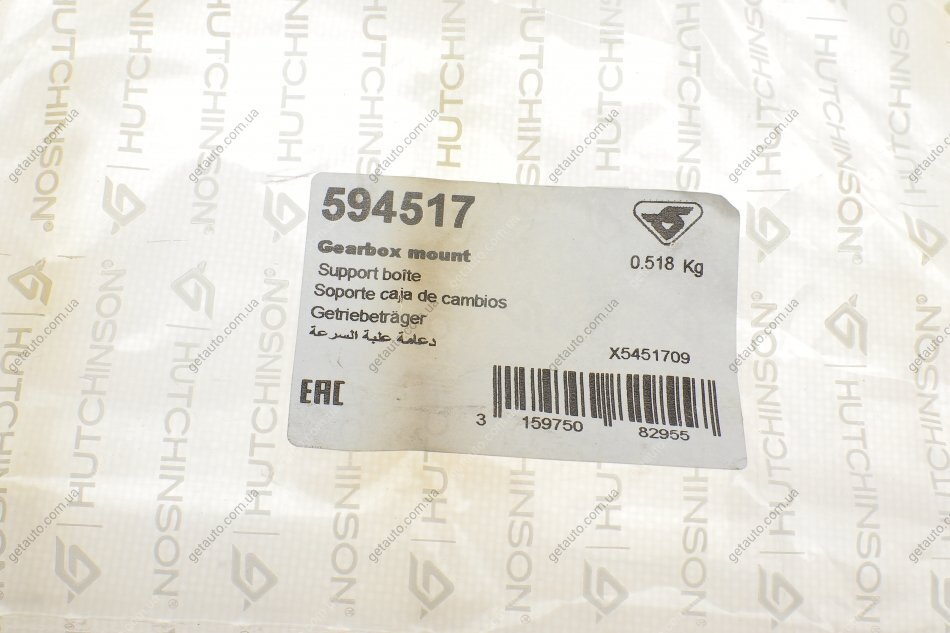 594517
Gearbox mount
Support boîte
Soporte caja de cambios
Getriebeträger
دعامة علبة السرعة
EAC
0.518 Kg
X5451709
3 159750 82955
HUTCHINSON®
getauto.com.ua